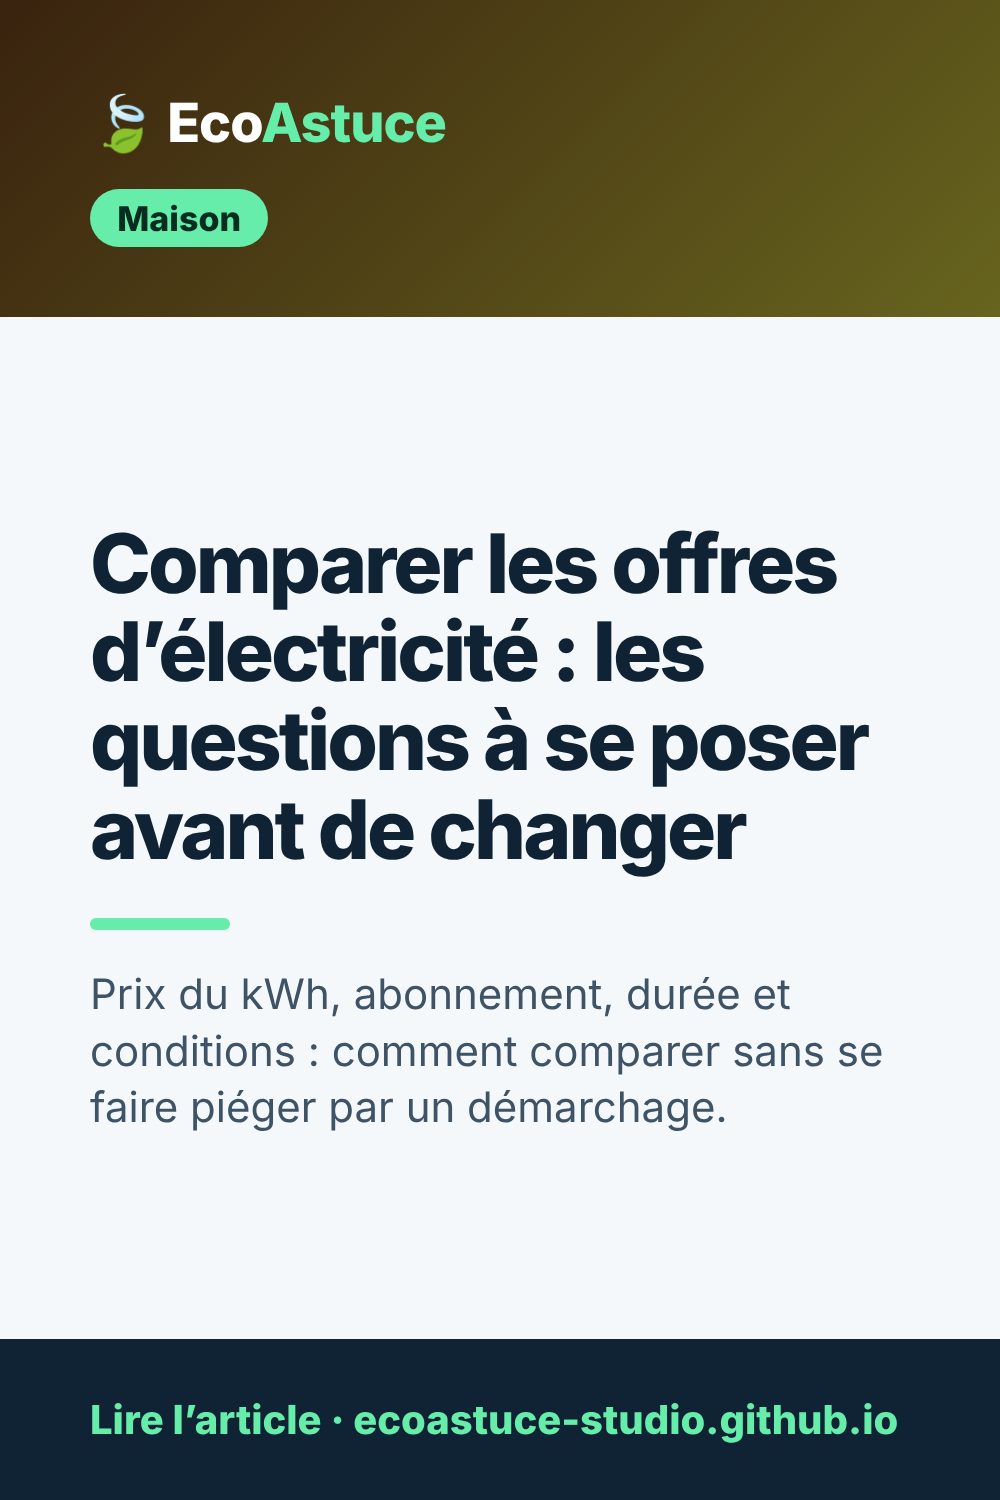 EcoAstuce
Maison
Comparer les offres
d’électricité : les
questions à se poser
avant de changer
Prix du kWh, abonnement, durée et
conditions : comment comparer sans se
faire piéger par un démarchage.
Lire l’article · ecoastuce-studio.github.io